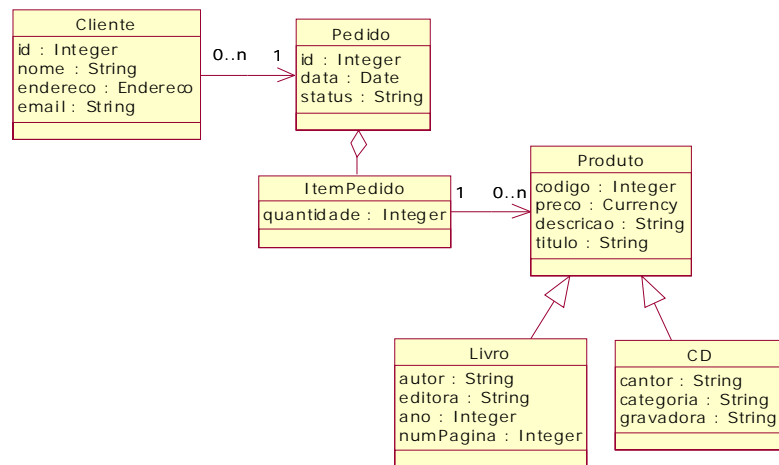 Cliente
id : Integer
nome : String
endereco : Endereco
email : String
0..n
1
Pedido
id : Integer
data : Date
status : String
ItemPedido
quantidade : Integer
1
0..n
Produto
codigo : Integer
preco : Currency
descricao : String
titulo : String
Livro
autor : String
editora : String
ano : Integer
numPagina : Integer
CD
cantor : String
categoria : String
gravadora : String